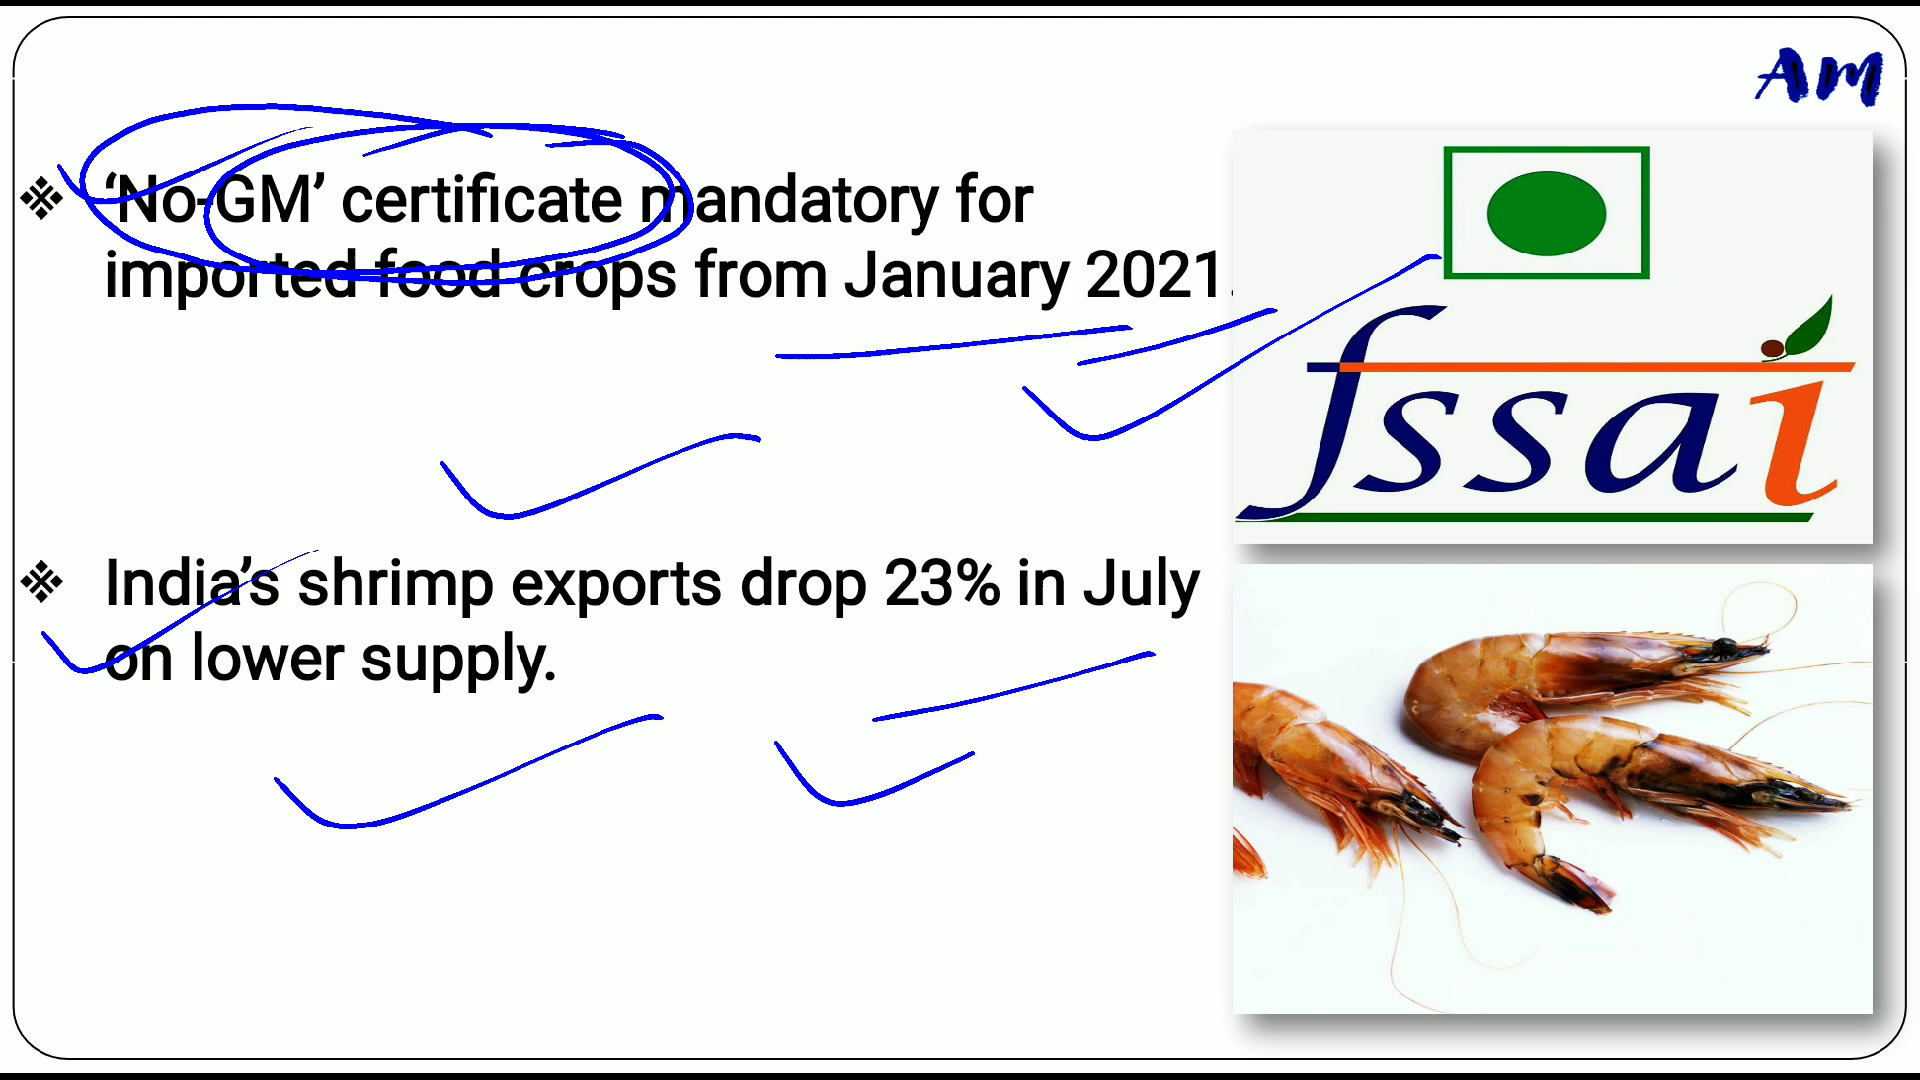 AM
❖ ‘No-GM’ certificate mandatory for
imported food crops from January 2021.
fssai
❖ India’s shrimp exports drop 23% in July
on lower supply.